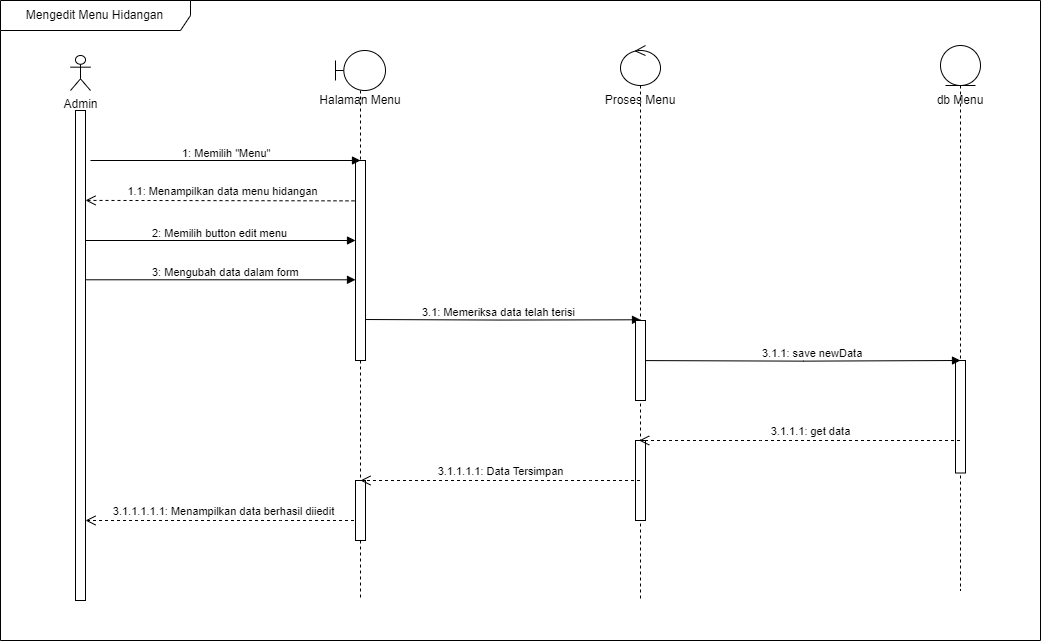 Mengedit Menu Hidangan
Admin
Halaman Menu
Proses Menu
db Menu
1: Memilih "Menu"
1.1: Menampilkan data menu hidangan
2: Memilih button edit menu
3: Mengubah data dalam form
3.1: Memeriksa data telah terisi
3.1.1: save newData
3.1.1.1: get data
3.1.1.1.1: Data Tersimpan
3.1.1.1.1.1: Menampilkan data berhasil diiedit